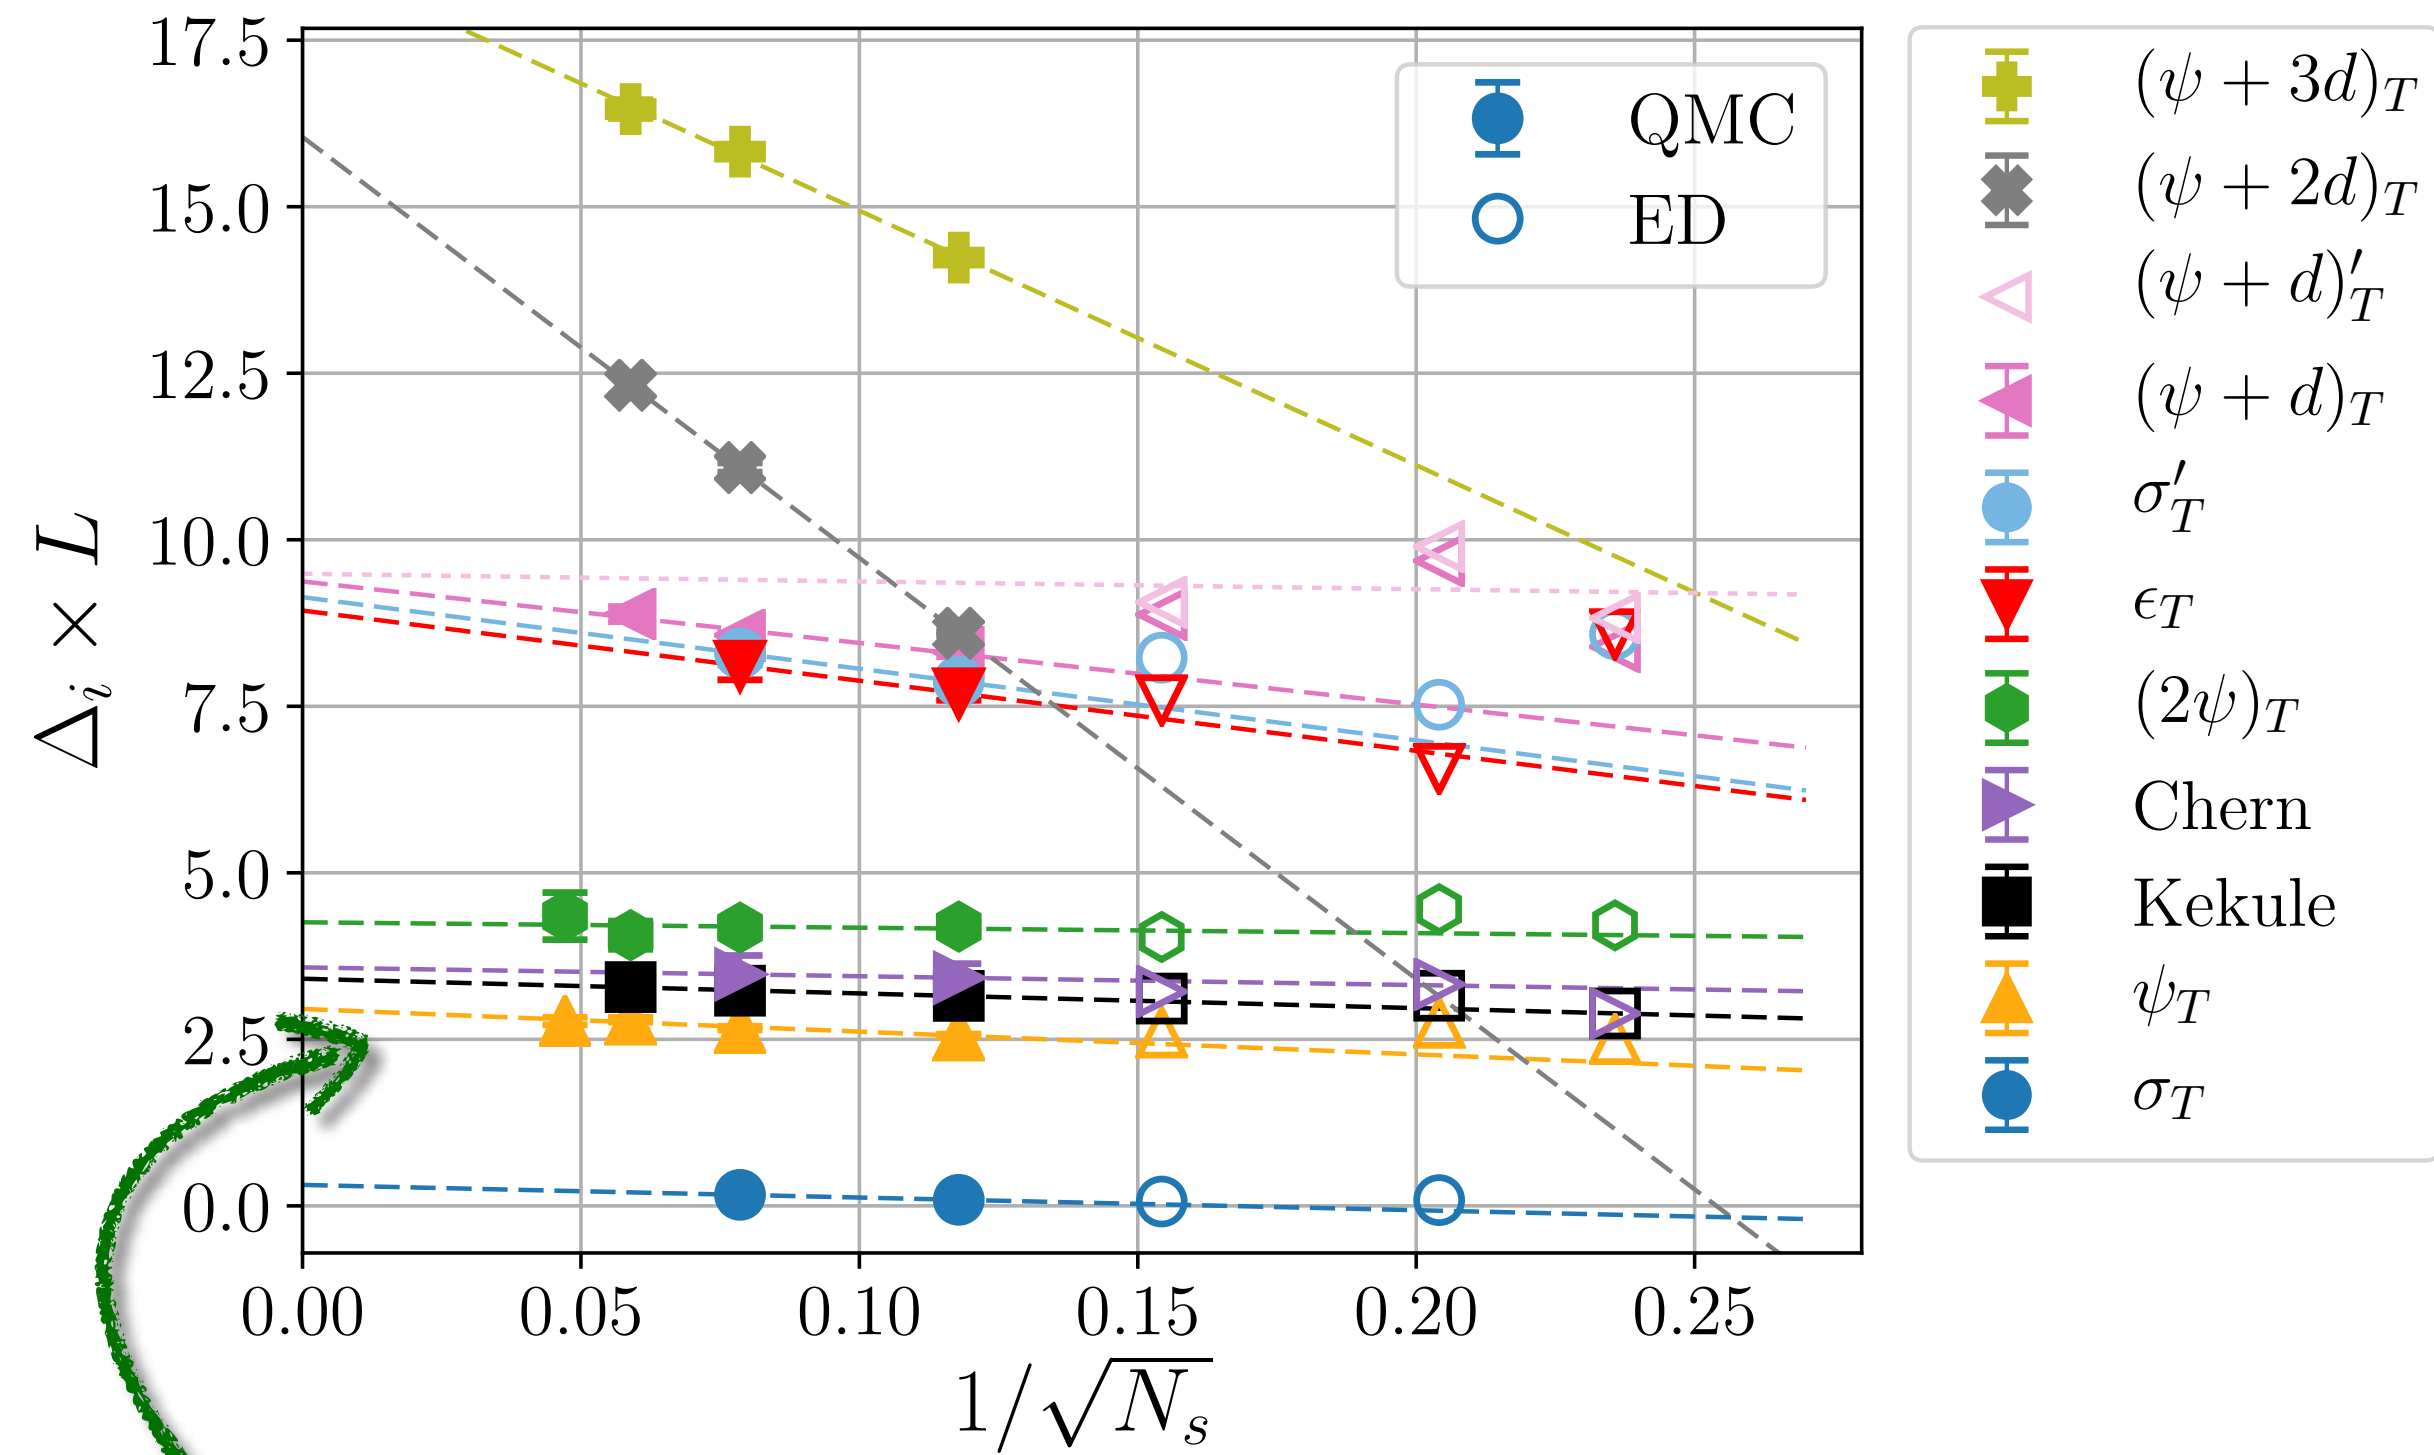 17.5
15.0
12.5
10.0
7.5
5.0
2.5
0.0
Δᵢ × L
0.00 0.05 0.10 0.15 0.20 0.25
1/√Nₛ
QMC
ED
(ψ + 3d)_T
(ψ + 2d)_T
(ψ + d)′_T
(ψ + d)_T
σ′_T
ϵ_T
(2ψ)_T
Chern
Kekule
ψ_T
σ_T